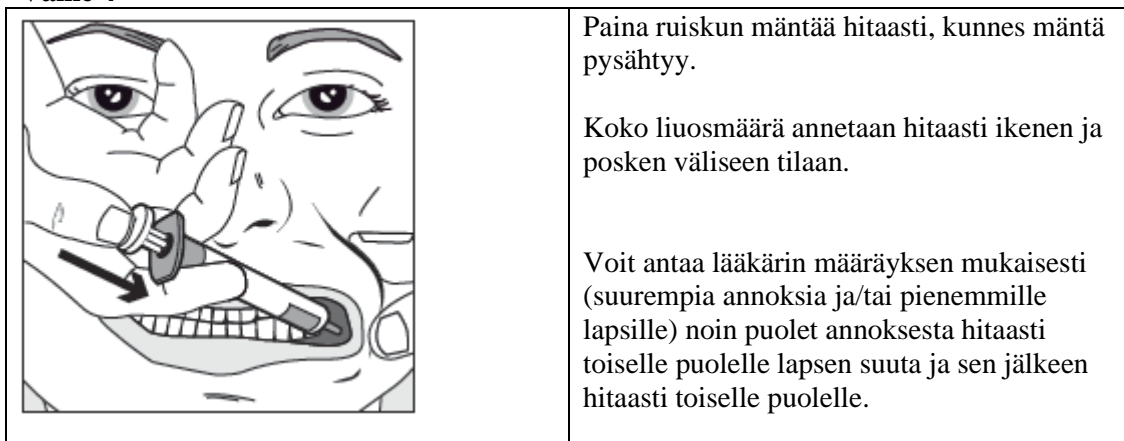 Paina ruiskun mäntää hitaasti, kunnes mäntä
pysähtyy.
Koko liuosmäärä annetaan hitaasti ikenen ja
posken väliseen tilaan.
Voit antaa lääkärin määräyksen mukaisesti
(suurempia annoksia ja/tai pienemmille
lapsille) noin puolet annoksesta hitaasti
toiselle puolelle lapsen suuta ja sen jälkeen
hitaasti toiselle puolelle.